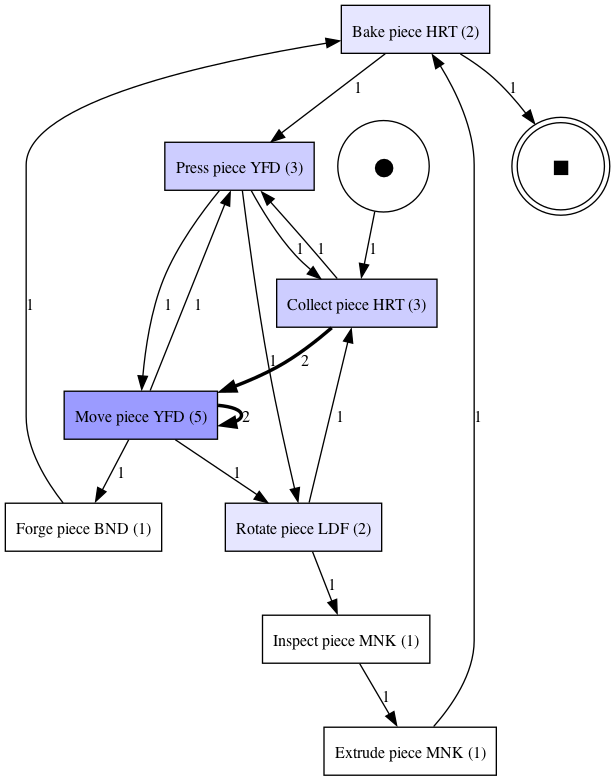 Bake piece HRT (2)
1
1
Press piece YFD (3)
1
1
1
Collect piece HRT (3)
1
1
1
1
2
Move piece YFD (5)
2
1
1
1
1
Forge piece BND (1)
Rotate piece LDF (2)
1
Inspect piece MNK (1)
1
Extrude piece MNK (1)